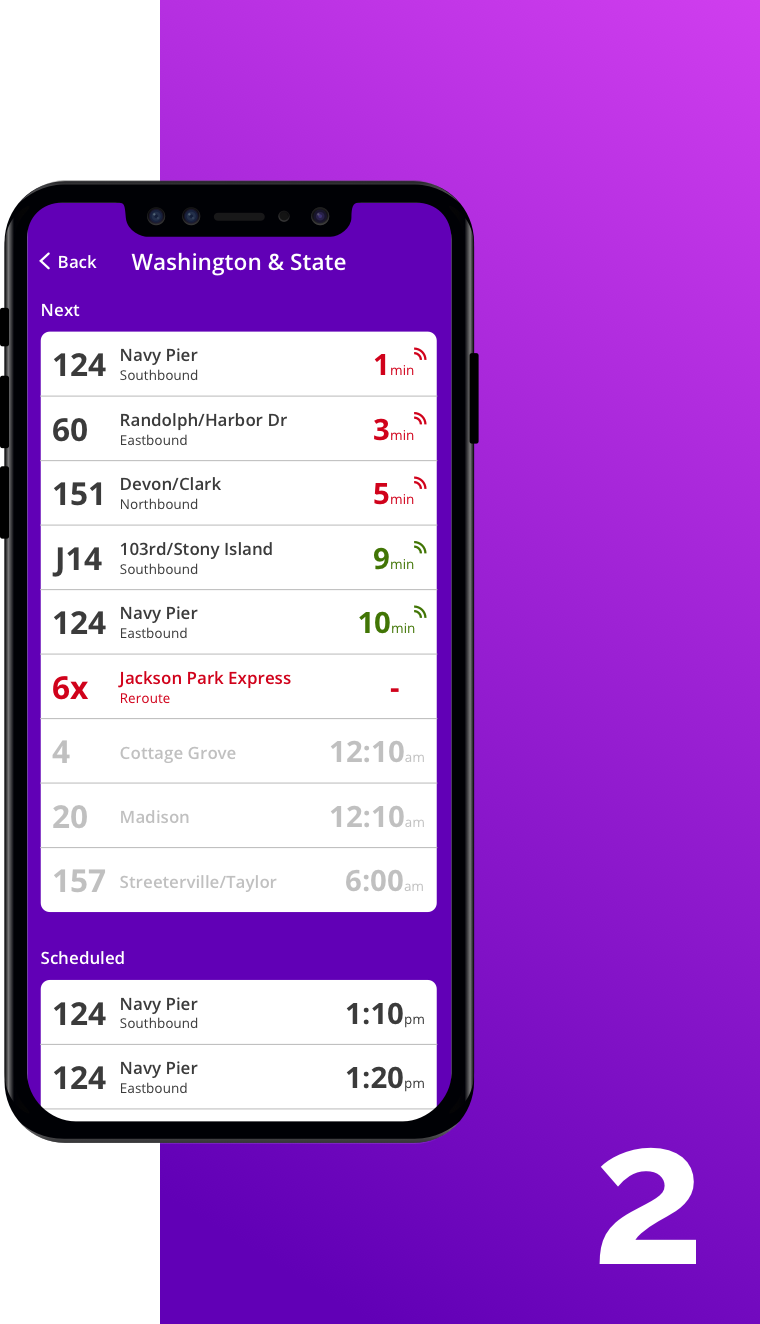 Back Washington & State
Next
124 Navy Pier 1min
Southbound
60 Randolph/Harbor Dr 3min
Eastbound
151 Devon/Clark 5min
Northbound
J14 103rd/Stony Island 9min
Southbound
124 Navy Pier 10min
Eastbound
6x Jackson Park Express -
Reroute
4 Cottage Grove 12:10am
20 Madison 12:10am
157 Streeterville/Taylor 6:00am
Scheduled
124 Navy Pier 1:10pm
Southbound
124 Navy Pier 1:20pm
Eastbound
2